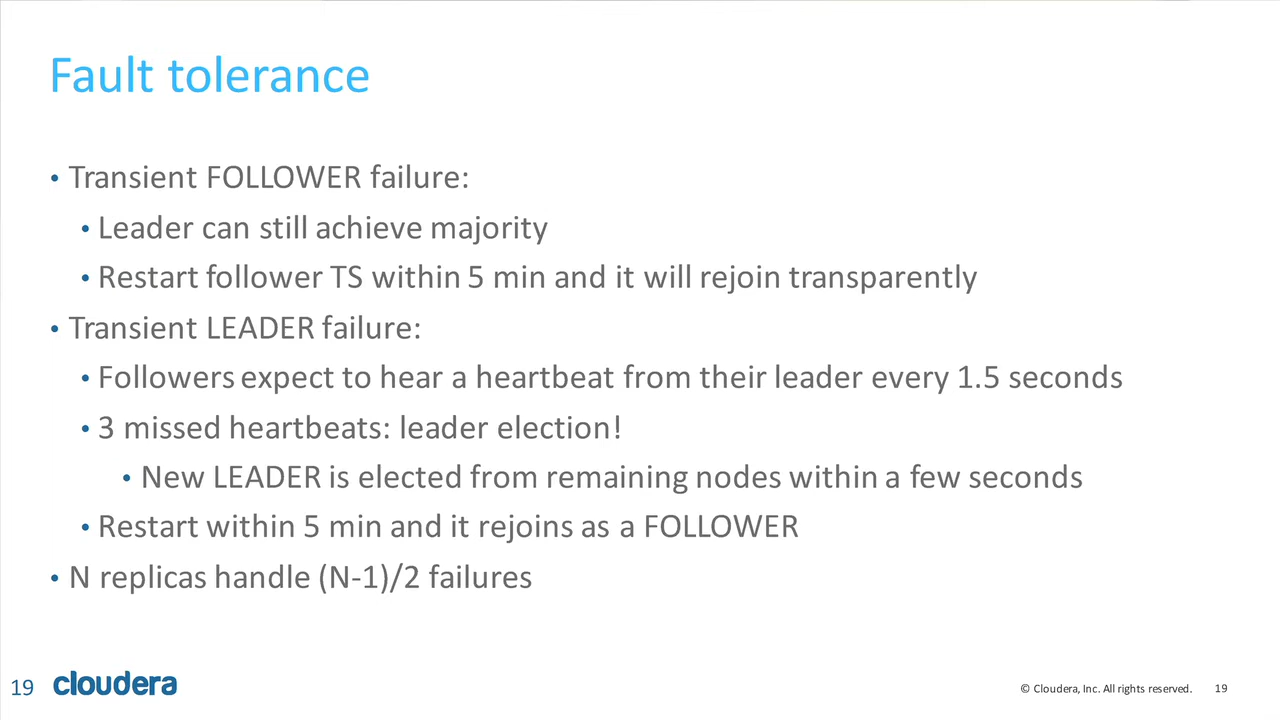 Fault tolerance
• Transient FOLLOWER failure:
• Leader can still achieve majority
• Restart follower TS within 5 min and it will rejoin transparently
• Transient LEADER failure:
• Followers expect to hear a heartbeat from their leader every 1.5 seconds
• 3 missed heartbeats: leader election!
• New LEADER is elected from remaining nodes within a few seconds
• Restart within 5 min and it rejoins as a FOLLOWER
• N replicas handle (N-1)/2 failures
19 cloudera © Cloudera, Inc. All rights reserved. 19